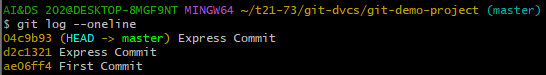 AI&DS 202@DESKTOP-8MGF9NT MINGW64 ~/t21-73/git-dvcs/git-demo-project (master)
$ git log --oneline
04c9b93 (HEAD -> master) Express Commit
d2c1321 Express Commit
ae06ff4 First Commit